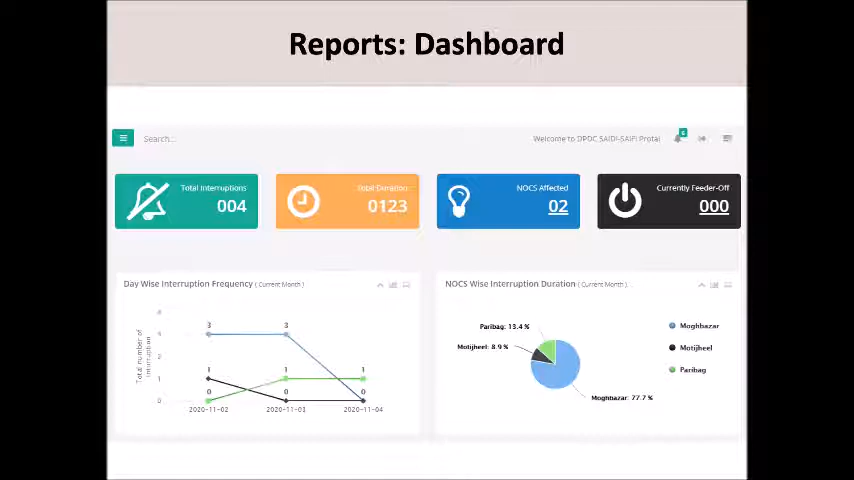 Reports: Dashboard
Search...
Welcome to DPDC SAIDI-SAIFI Protal
6
Total Interruptions
004
Total Duration
0123
NOCS Affected
02
Currently Feeder-Off
000
Day Wise Interruption Frequency ( Current Month )
Total number of
interruption
3 3
1 1 1
0 0 0
0
2020-11-02 2020-11-03 2020-11-04
NOCS Wise Interruption Duration ( Current Month )
Paribag: 13.4 %
Motijheel: 8.9 %
Moghbazar: 77.7 %
Moghbazar
Motijheel
Paribag